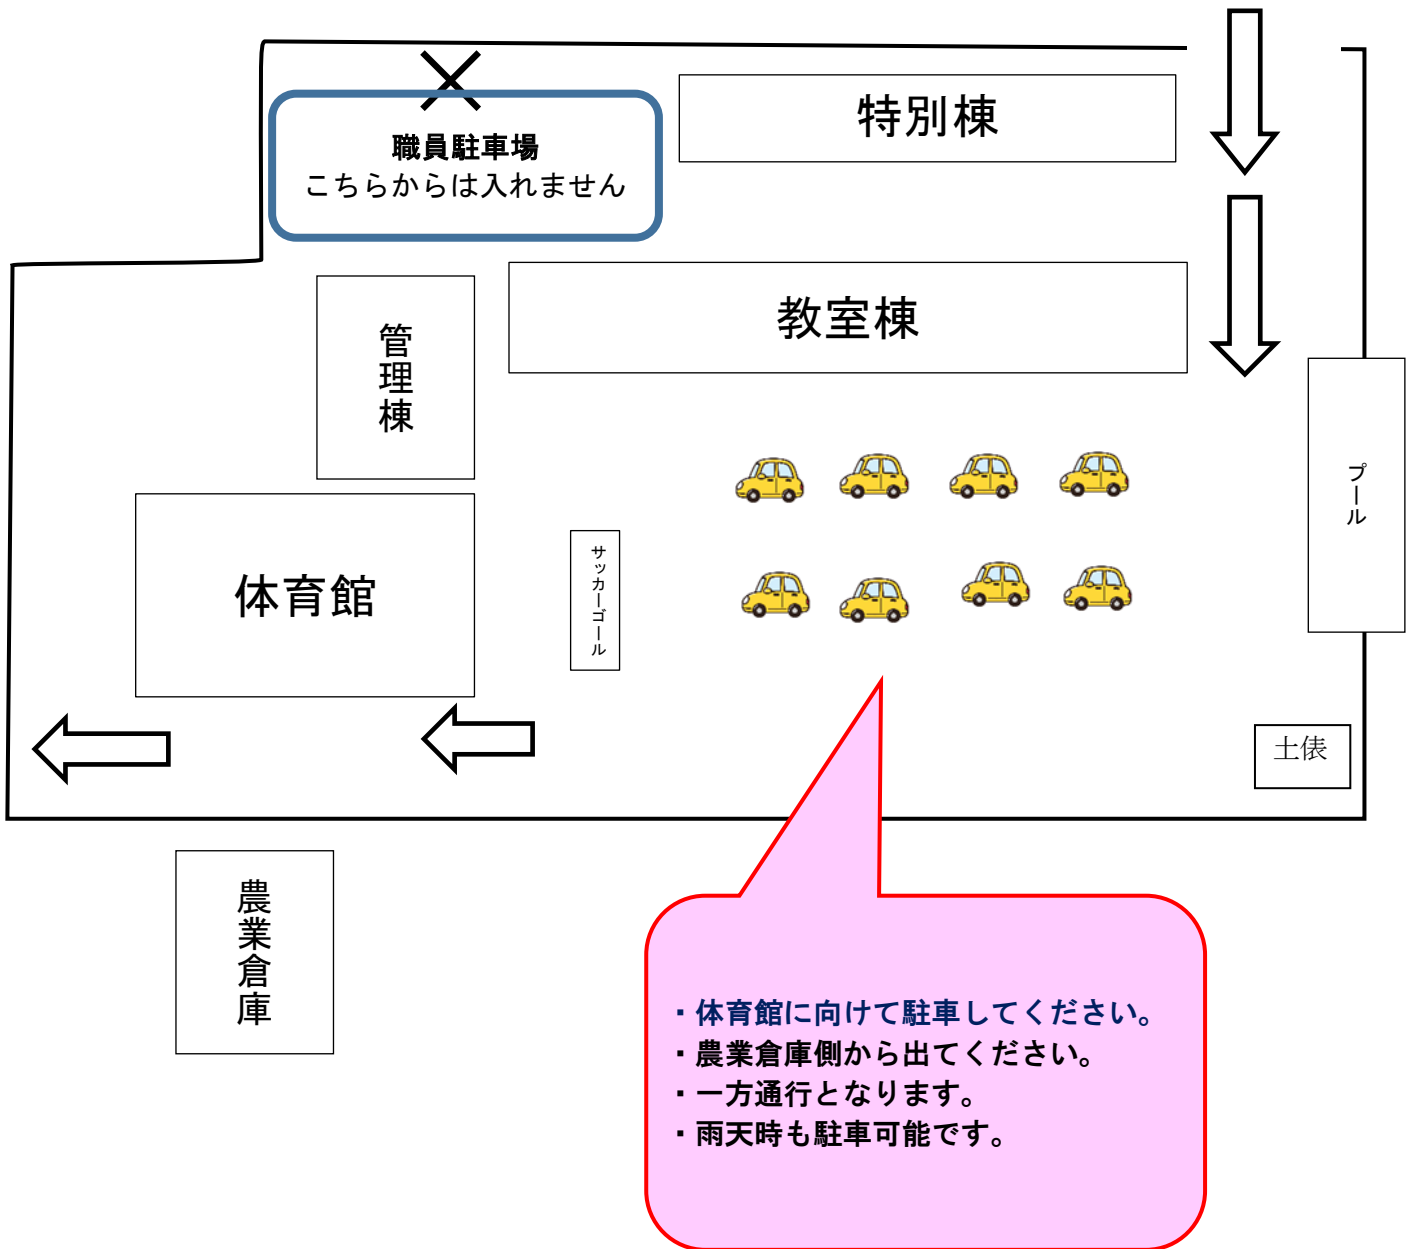 特別棟
職員駐車場
こちらからは入れません
教室棟
管理棟
プール
サッカーゴール
体育館
土俵
農業倉庫
・体育館に向けて駐車してください。
・農業倉庫側から出てください。
・一方通行となります。
・雨天時も駐車可能です。